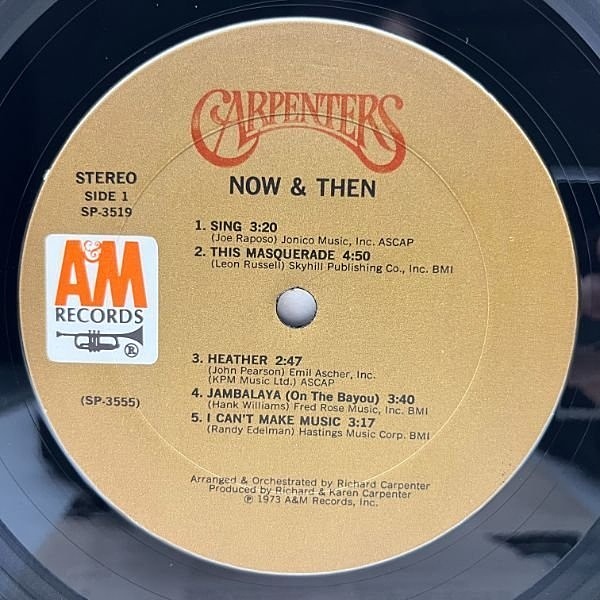 CARPENTERS
NOW & THEN
STEREO
SIDE 1
SP-3519
1. SING 3:20
(Joe Raposo) Jonico Music, Inc. ASCAP
2. THIS MASQUERADE 4:50
(Leon Russell) Skyhill Publishing Co., Inc. BMI
A&M
RECORDS
®
3. HEATHER 2:47
(John Pearson) Emil Ascher, Inc.
(KPM Music Ltd.) ASCAP
4. JAMBALAYA (On The Bayou) 3:40
(Hank Williams) Fred Rose Music, Inc. BMI
5. I CAN'T MAKE MUSIC 3:17
(Randy Edelman) Hastings Music Corp. BMI
(SP-3555)
Arranged & Orchestrated by Richard Carpenter
Produced by Richard & Karen Carpenter
℗ 1973 A&M Records, Inc.